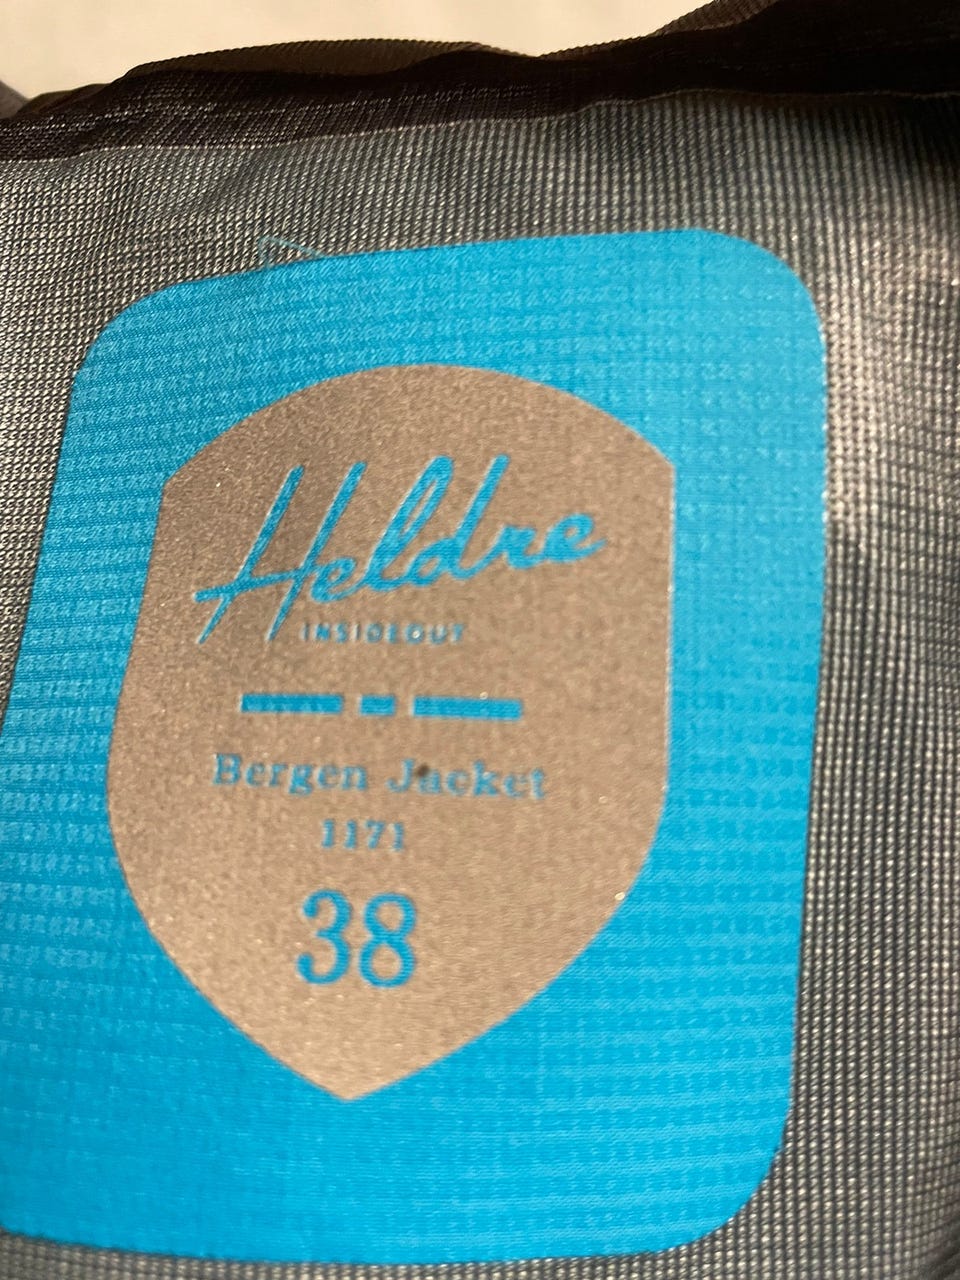 Heldre
INSIDEOUT
Bergen Jacket
1171
38